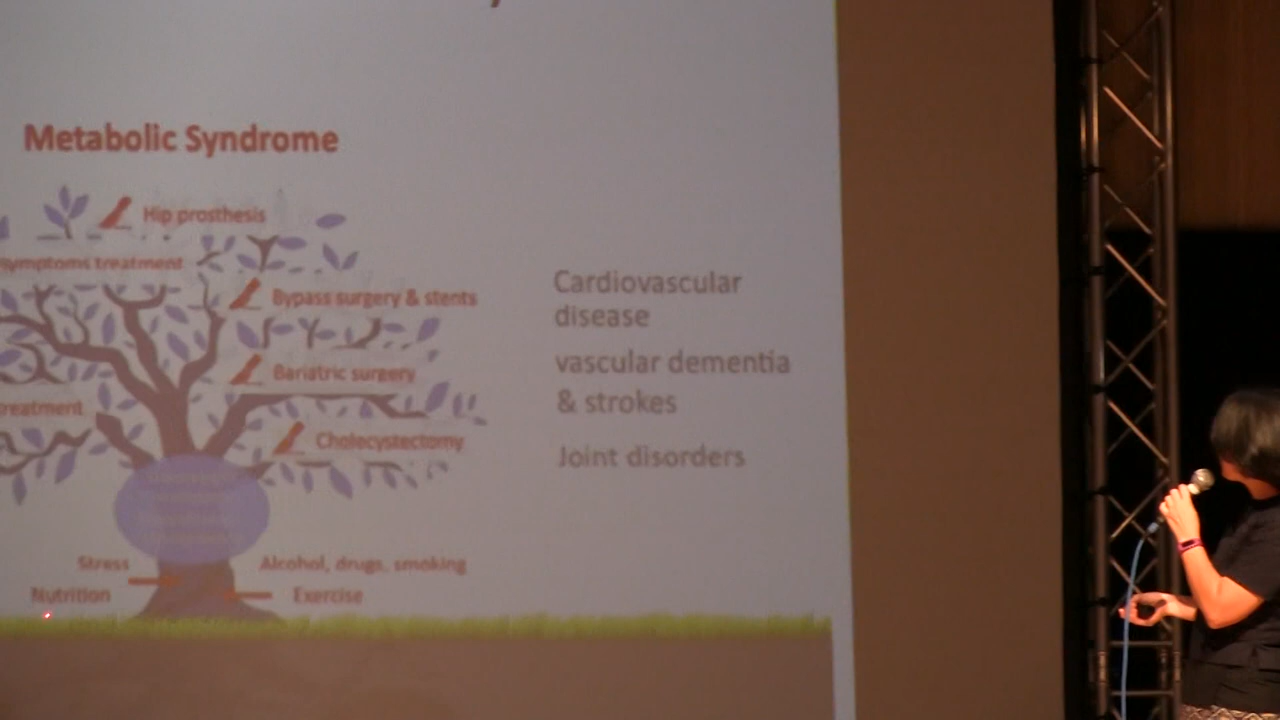 Metabolic Syndrome
Hip prosthesis
symptoms treatment
Bypass surgery & stents
Bariatric surgery
treatment
Cholecystectomy
Stress
Alcohol, drugs, smoking
Nutrition
Exercise
Cardiovascular
disease
vascular dementia
& strokes
Joint disorders